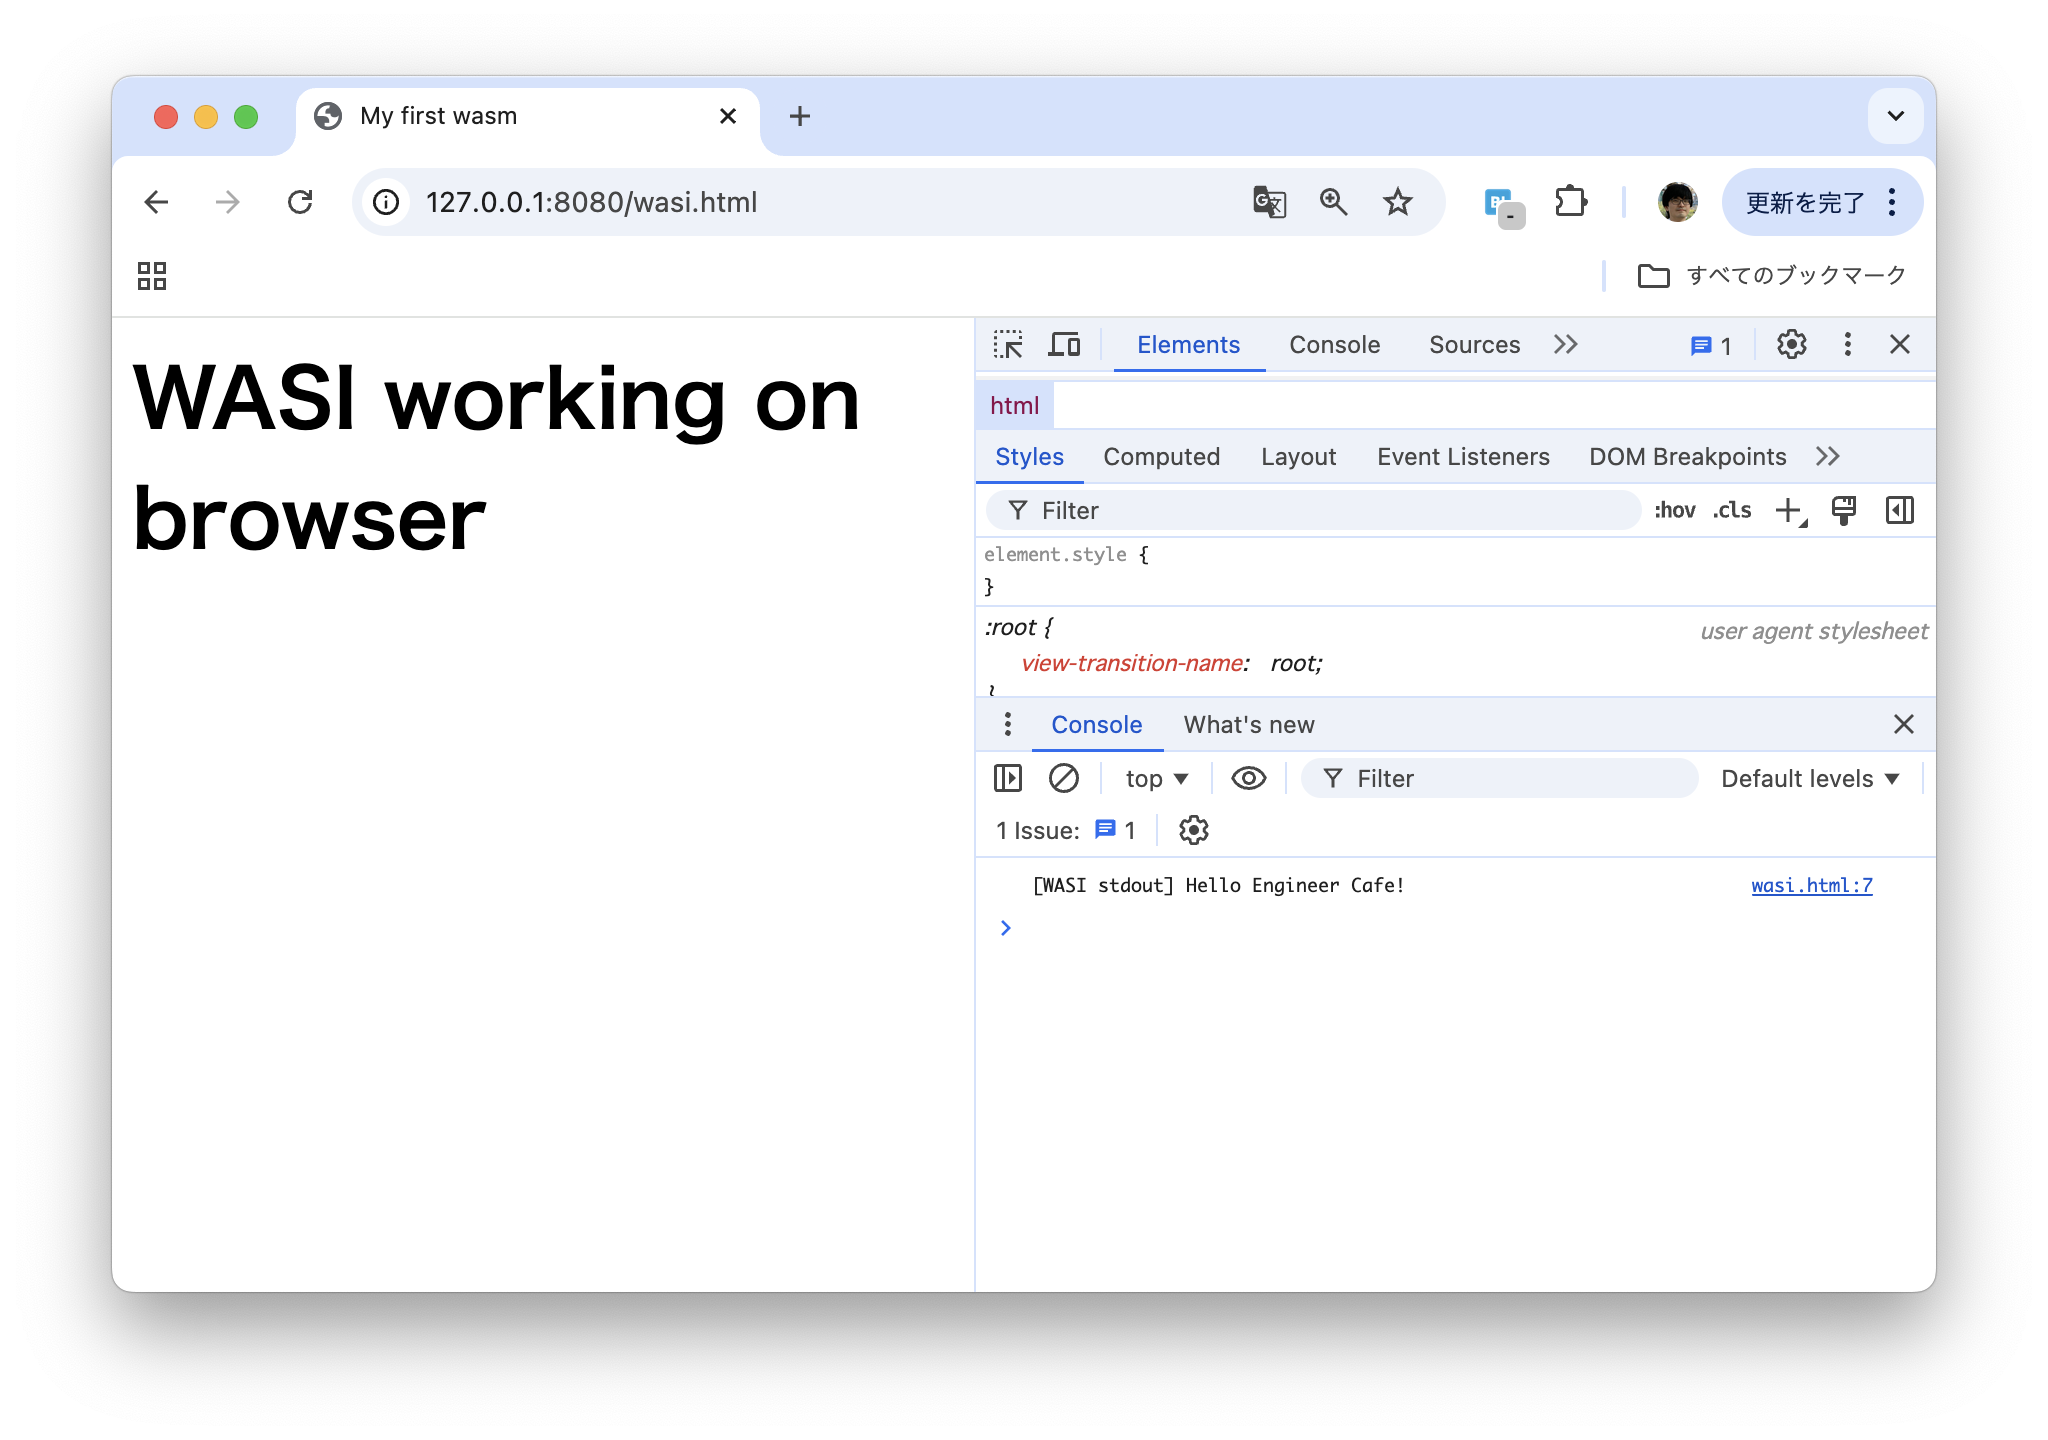 My first wasm
127.0.0.1:8080/wasi.html
更新を完了
すべてのブックマーク
WASI working on
browser
Elements Console Sources 1
html
Styles Computed Layout Event Listeners DOM Breakpoints
Filter :hov .cls
element.style {
}
:root { user agent stylesheet
view-transition-name: root;
}
Console What's new
top Filter Default levels
1 Issue: 1
[WASI stdout] Hello Engineer Cafe! wasi.html:7